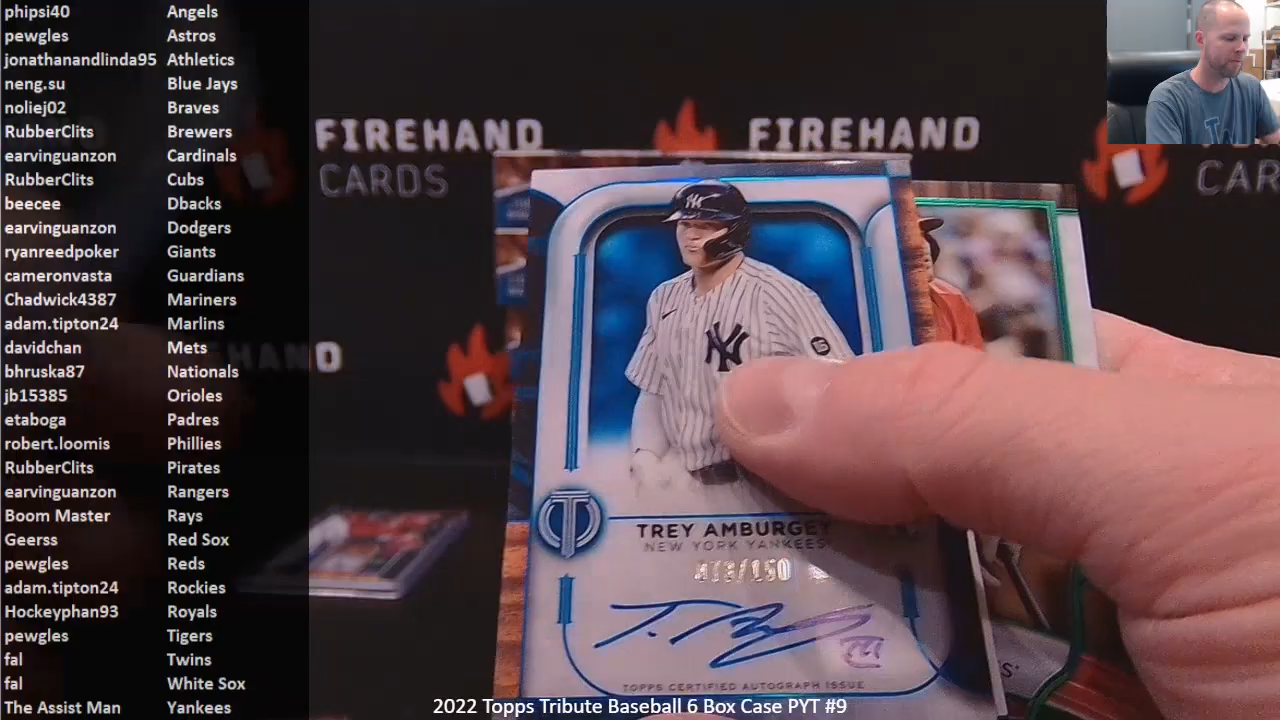 phipsi40 Angels
pewgles Astros
jonathanandlinda95 Athletics
neng.su Blue Jays
noliej02 Braves
RubberClits Brewers
earvinguanzon Cardinals
RubberClits Cubs
beecee Dbacks
earvinguanzon Dodgers
ryanreedpoker Giants
cameronvasta Guardians
Chadwick4387 Mariners
adam.tipton24 Marlins
davidchan Mets
bhruska87 Nationals
jb15385 Orioles
etaboga Padres
robert.loomis Phillies
RubberClits Pirates
earvinguanzon Rangers
Boom Master Rays
Geerss Red Sox
pewgles Reds
adam.tipton24 Rockies
Hockeyphan93 Royals
pewgles Tigers
fal Twins
fal White Sox
The Assist Man Yankees
FIREHAND FIREHAND
CARDS
NY
TREY AMBURGEY
NEW YORK YANKEES
073/150
TOPPS CERTIFIED AUTOGRAPH ISSUE
2022 Topps Tribute Baseball 6 Box Case PYT #9